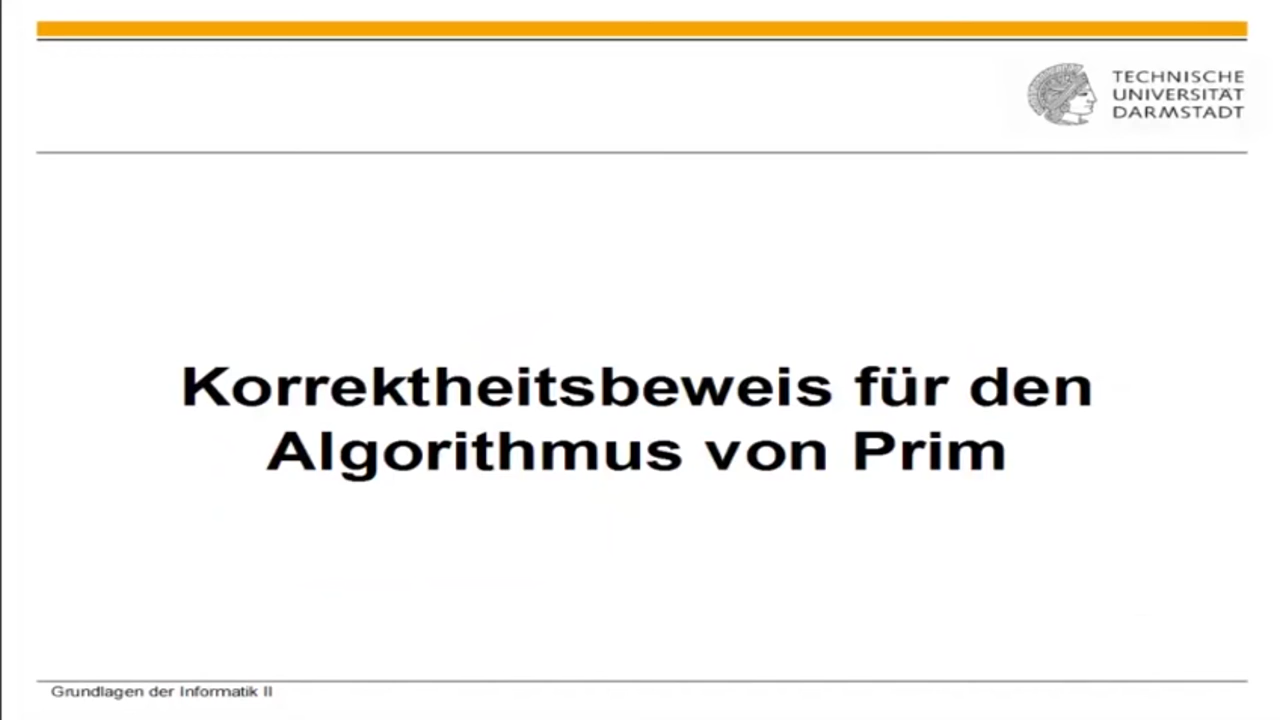 TECHNISCHE
UNIVERSITÄT
DARMSTADT
Korrektheitsbeweis für den
Algorithmus von Prim
Grundlagen der Informatik II